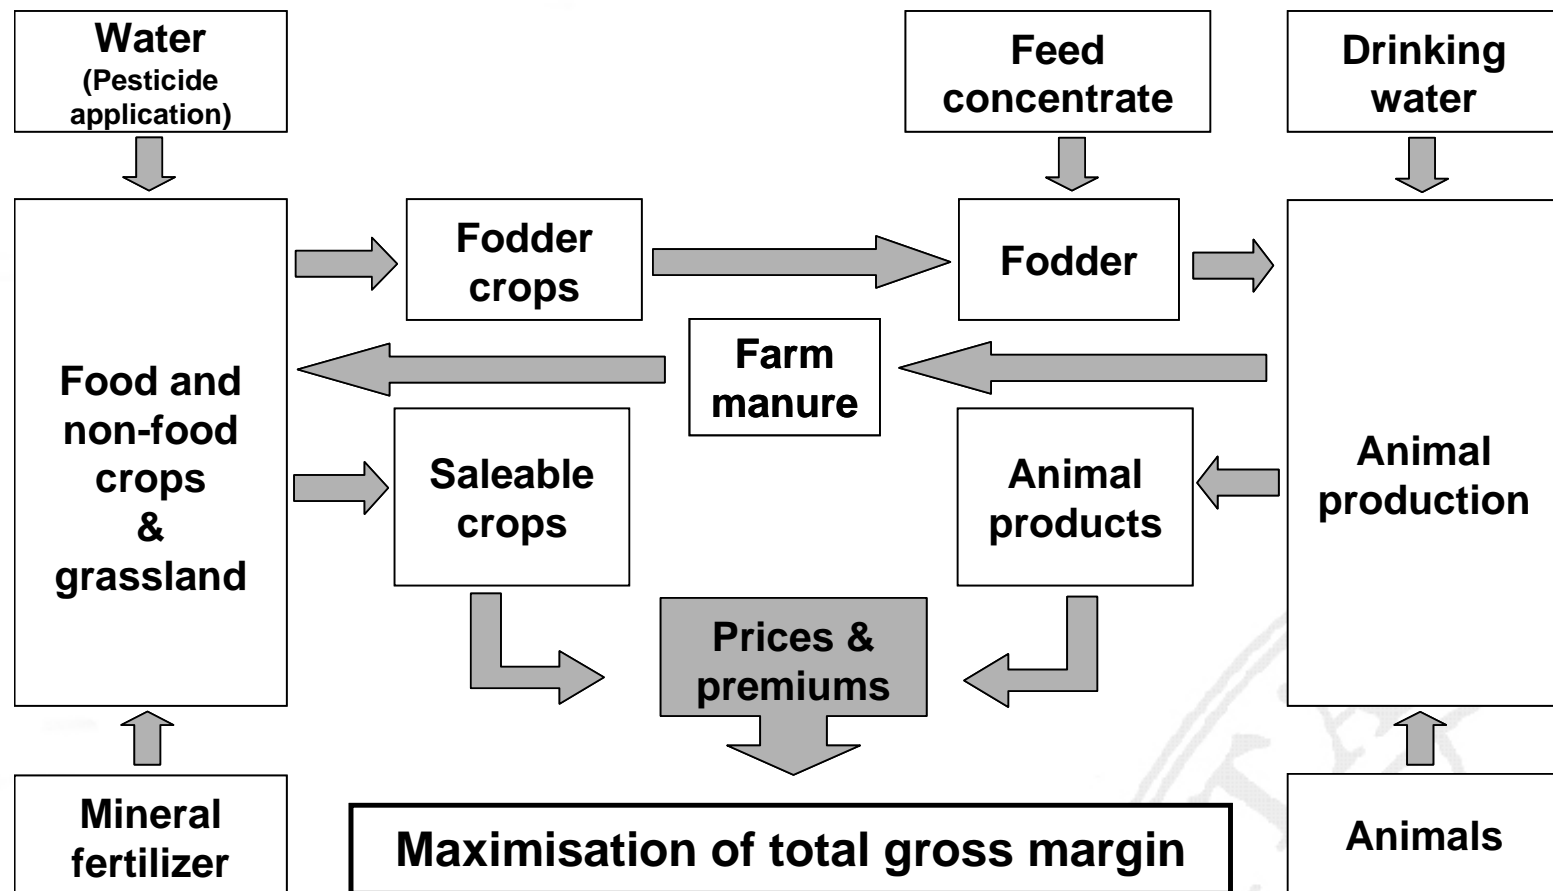 Water
(Pesticide
application)
Feed
concentrate
Drinking
water
Fodder
crops
Fodder
Farm
manure
Food and
non-food
crops
&
grassland
Saleable
crops
Animal
products
Animal
production
Prices &
premiums
Mineral
fertilizer
Maximisation of total gross margin
Animals